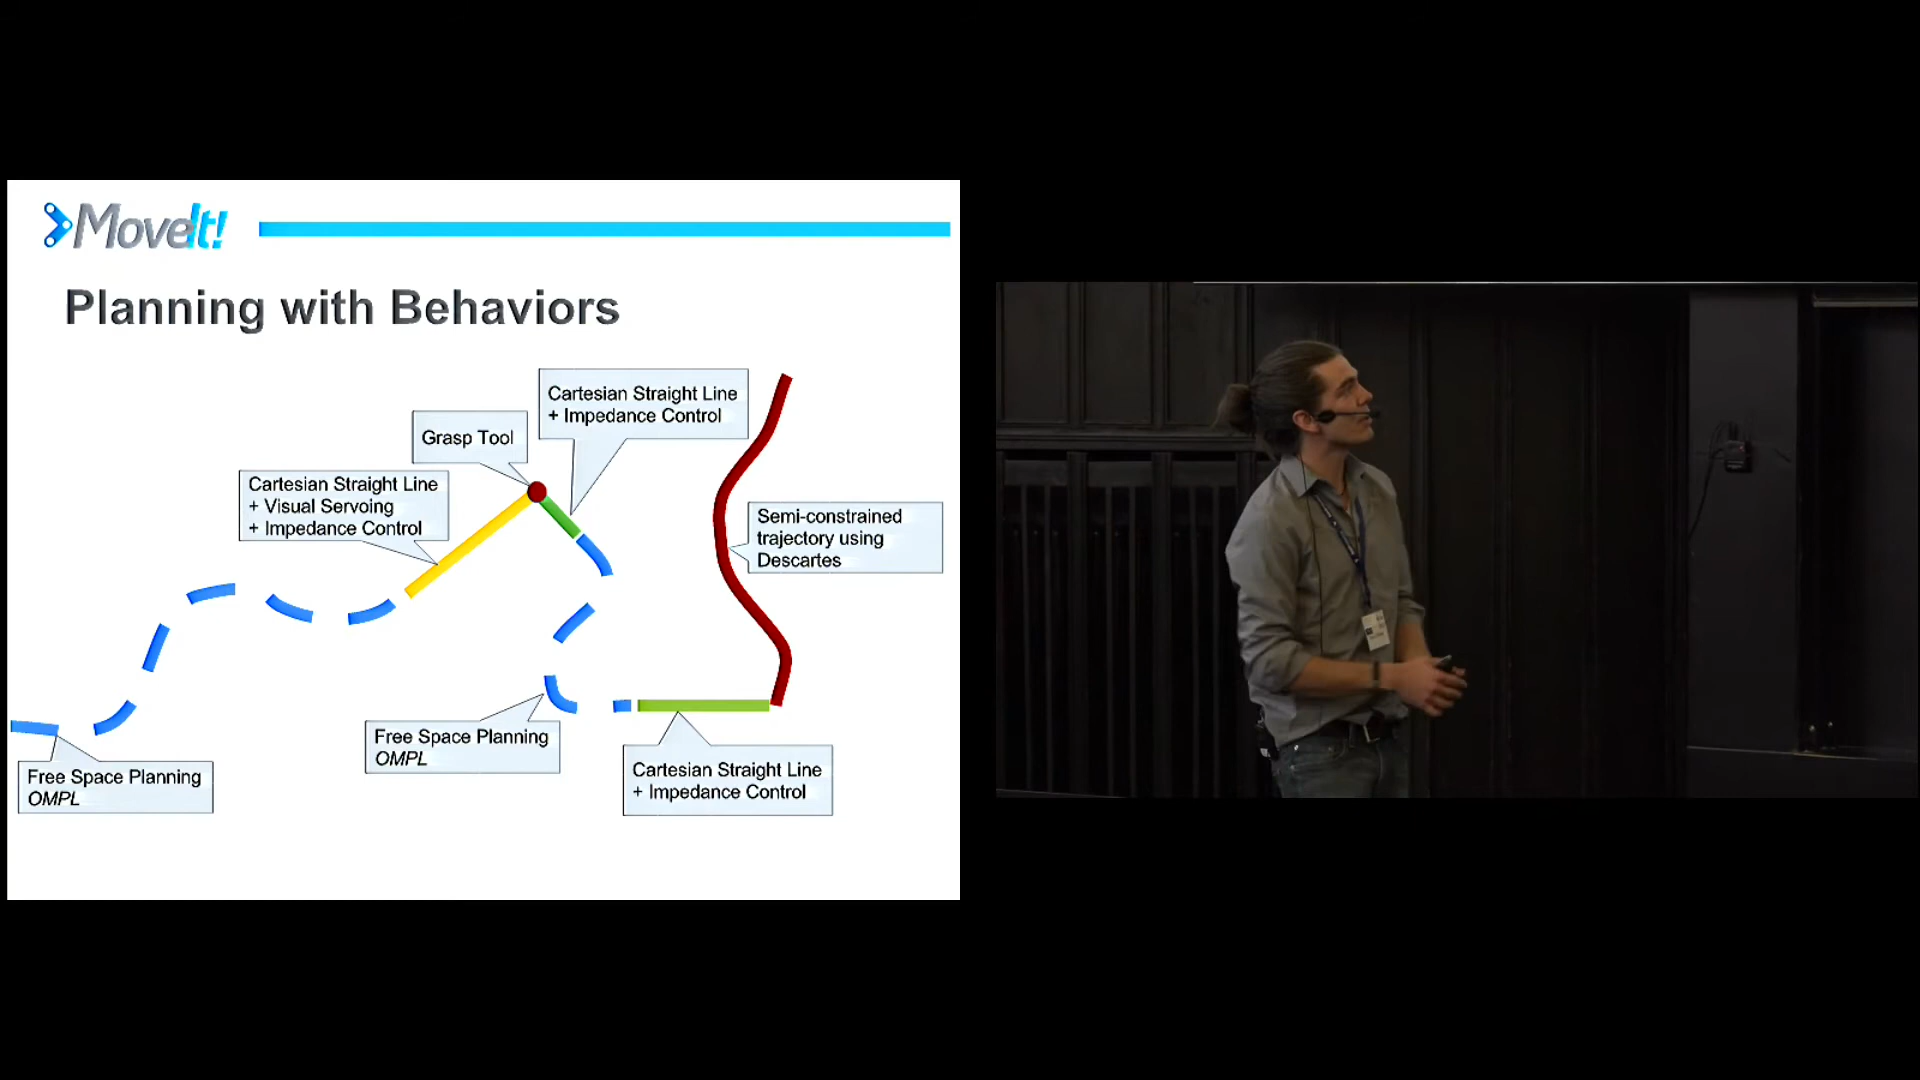 MoveIt!
Planning with Behaviors
Cartesian Straight Line
+ Impedance Control
Grasp Tool
Cartesian Straight Line
+ Visual Servoing
+ Impedance Control
Semi-constrained
trajectory using
Descartes
Free Space Planning
OMPL
Cartesian Straight Line
+ Impedance Control
Free Space Planning
OMPL